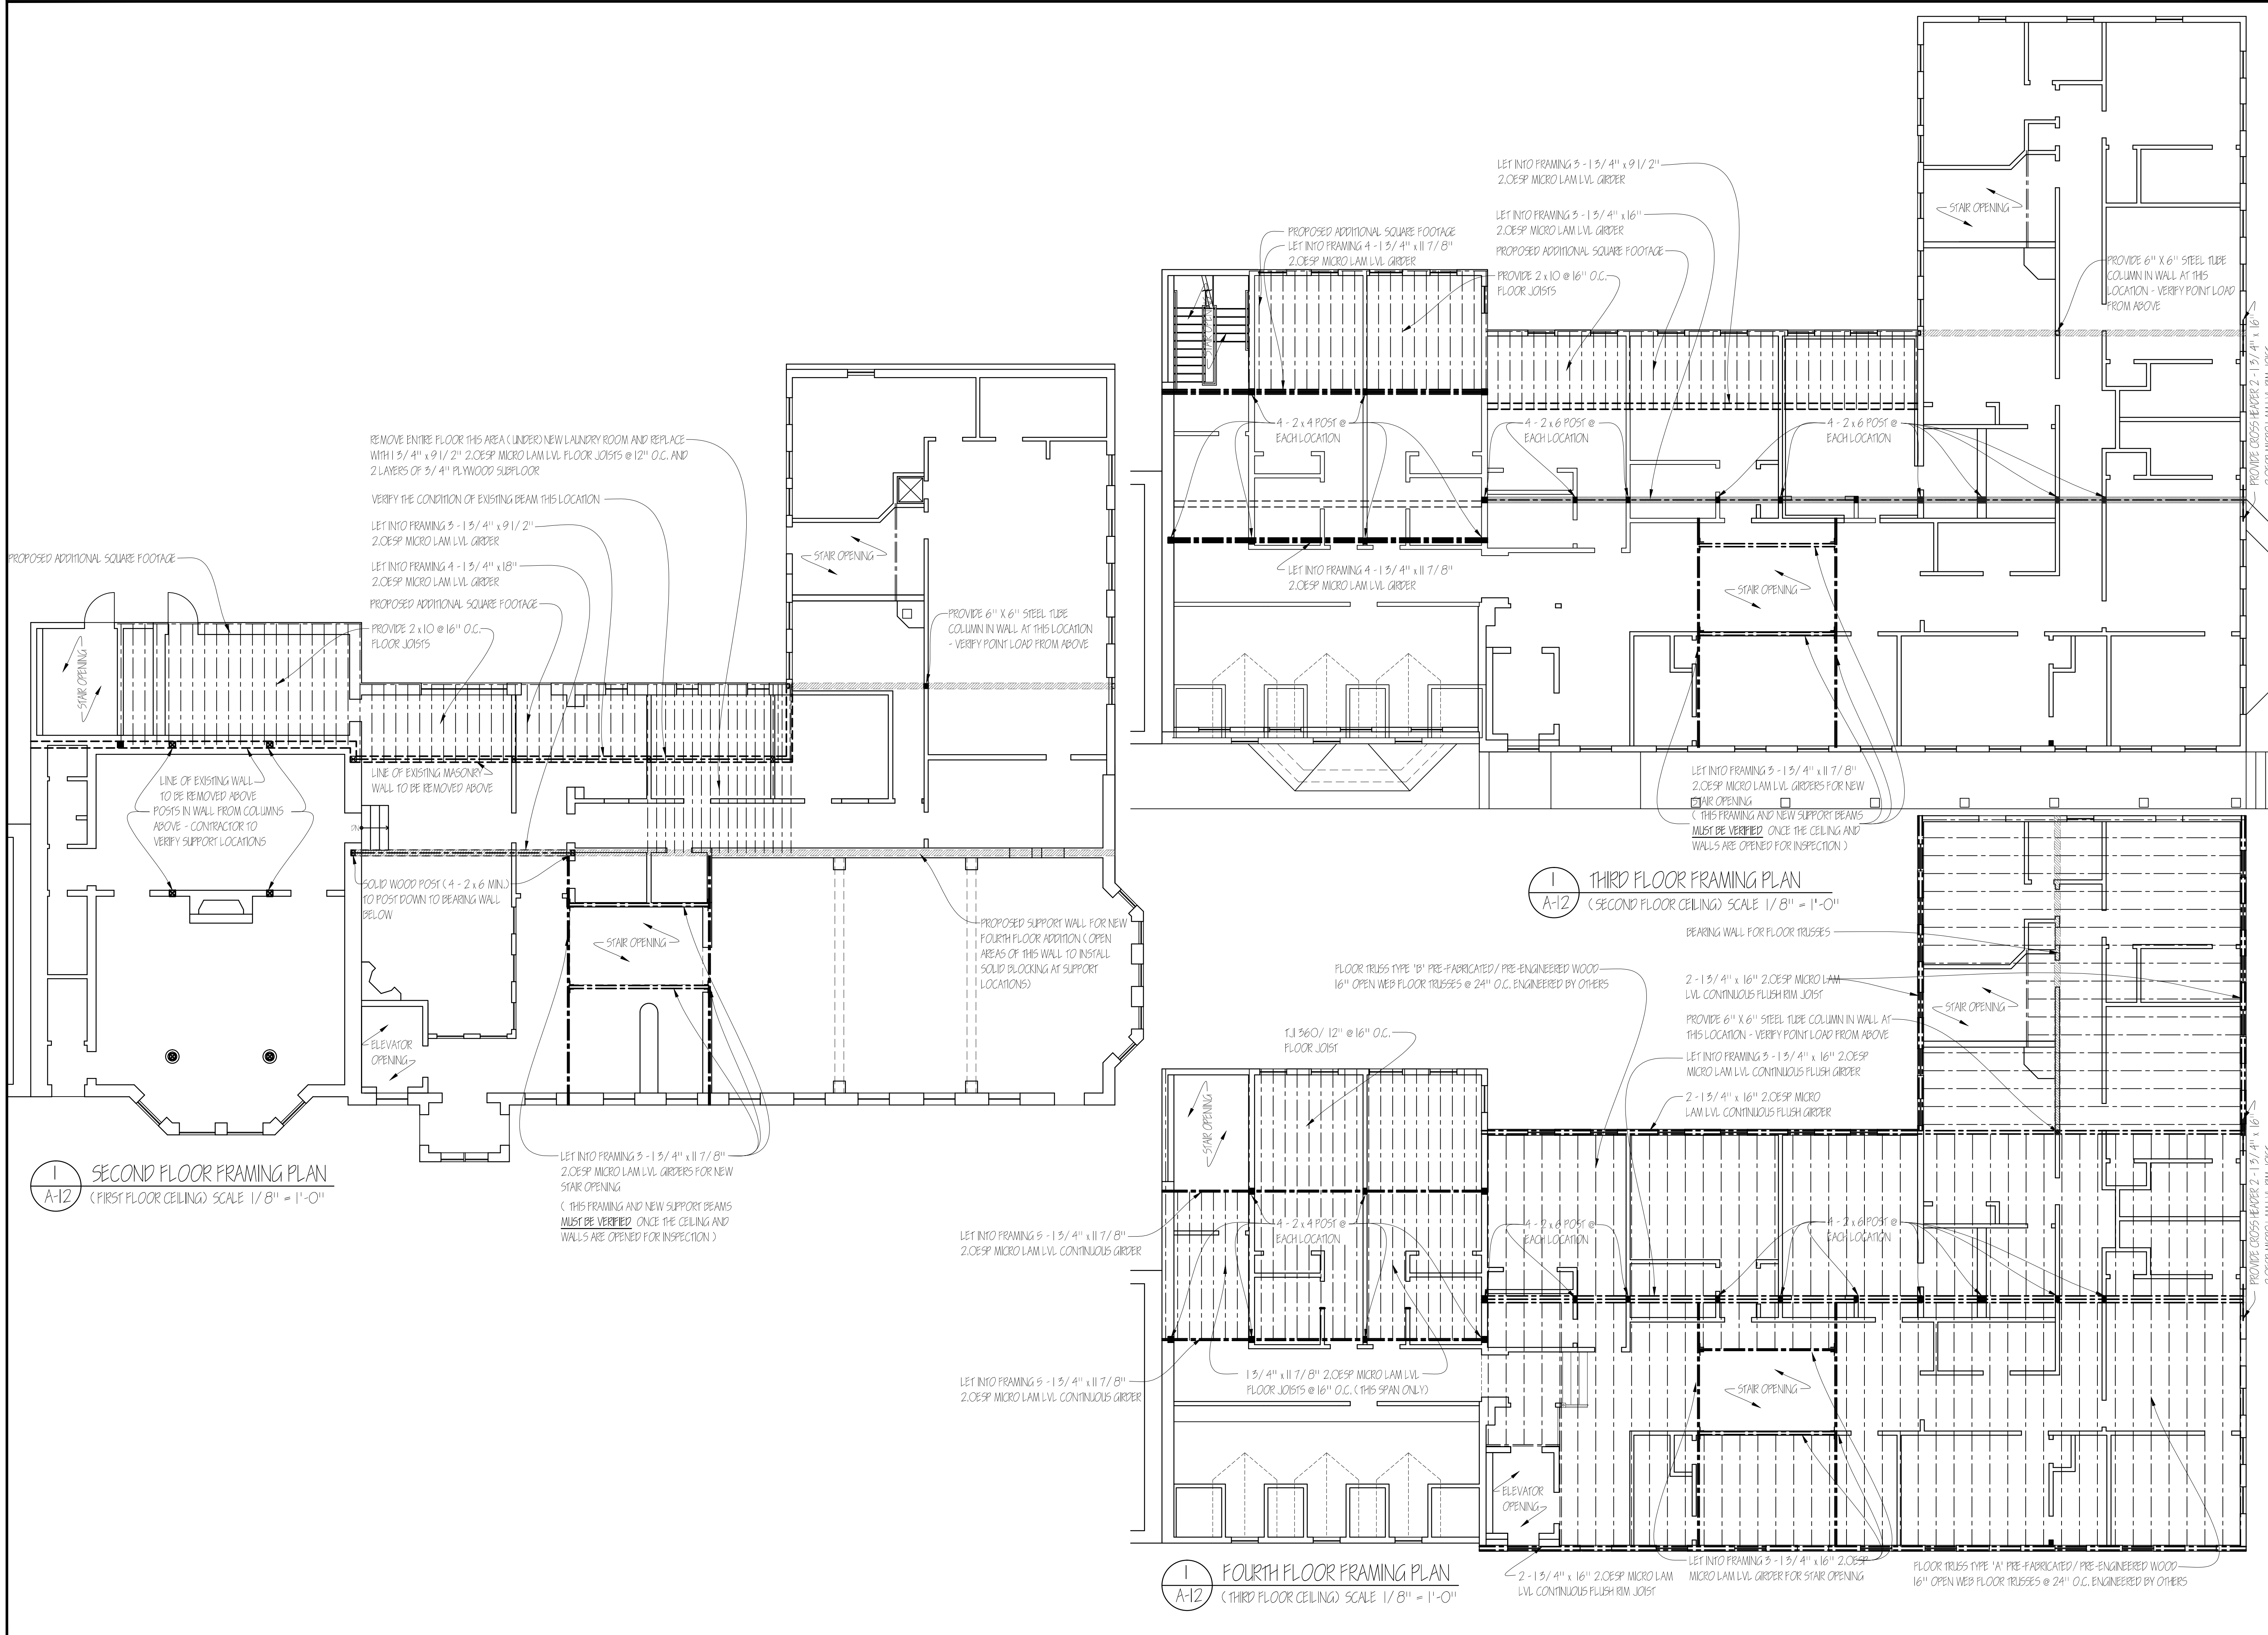 REMOVE ENTIRE FLOOR THIS AREA ( UNDER) NEW LAUNDRY ROOM AND REPLACE
WITH 1 3/4" x 9 1/2" 2.0ESP MICRO LAM LVL FLOOR JOISTS @ 12" O.C. AND
2 LAYERS OF 3/4" PLYWOOD SUBFLOOR
VERIFY THE CONDITION OF EXISTING BEAM THIS LOCATION
LET INTO FRAMING 3 - 1 3/4" x 9 1/2"
2.0ESP MICRO LAM LVL GIRDER
LET INTO FRAMING 4 - 1 3/4" x 18"
2.0ESP MICRO LAM LVL GIRDER
PROPOSED ADDITIONAL SQUARE FOOTAGE
PROPOSED ADDITIONAL SQUARE FOOTAGE
PROVIDE 2 x 10 @ 16" O.C.
FLOOR JOISTS
STAIR OPENING
STAIR OPENING
PROVIDE 6" X 6" STEEL TUBE
COLUMN IN WALL AT THIS LOCATION
- VERIFY POINT LOAD FROM ABOVE
LINE OF EXISTING WALL
TO BE REMOVED ABOVE
POSTS IN WALL FROM COLUMNS
ABOVE - CONTRACTOR TO
VERIFY SUPPORT LOCATIONS
LINE OF EXISTING MASONRY
WALL TO BE REMOVED ABOVE
DN
SOLID WOOD POST ( 4 - 2 x 6 MIN.)
TO POST DOWN TO BEARING WALL
BELOW
STAIR OPENING
PROPOSED SUPPORT WALL FOR NEW
FOURTH FLOOR ADDITION ( OPEN
AREAS OF THIS WALL TO INSTALL
SOLID BLOCKING AT SUPPORT
LOCATIONS)
ELEVATOR
OPENING
LET INTO FRAMING 3 - 1 3/4" x 11 7/8"
2.0ESP MICRO LAM LVL GIRDERS FOR NEW
STAIR OPENING
( THIS FRAMING AND NEW SUPPORT BEAMS
MUST BE VERIFIED ONCE THE CEILING AND
WALLS ARE OPENED FOR INSPECTION )
1
A-12
SECOND FLOOR FRAMING PLAN
( FIRST FLOOR CEILING) SCALE 1/8" = 1'-0"
LET INTO FRAMING 3 - 1 3/4" x 9 1/2"
2.0ESP MICRO LAM LVL GIRDER
LET INTO FRAMING 3 - 1 3/4" x 16"
2.0ESP MICRO LAM LVL GIRDER
PROPOSED ADDITIONAL SQUARE FOOTAGE
PROPOSED ADDITIONAL SQUARE FOOTAGE
LET INTO FRAMING 4 - 1 3/4" x 11 7/8"
2.0ESP MICRO LAM LVL GIRDER
PROVIDE 2 x 10 @ 16" O.C.
FLOOR JOISTS
STAIR OPENING
STAIR OPENING
PROVIDE 6" X 6" STEEL TUBE
COLUMN IN WALL AT THIS
LOCATION - VERIFY POINT LOAD
FROM ABOVE
PROVIDE CROSS HEADER 2 - 1 3/4" x 16"
4 - 2 x 4 POST @
EACH LOCATION
4 - 2 x 6 POST @
EACH LOCATION
4 - 2 x 6 POST @
EACH LOCATION
LET INTO FRAMING 4 - 1 3/4" x 11 7/8"
2.0ESP MICRO LAM LVL GIRDER
STAIR OPENING
LET INTO FRAMING 3 - 1 3/4" x 11 7/8"
2.0ESP MICRO LAM LVL GIRDERS FOR NEW
STAIR OPENING
( THIS FRAMING AND NEW SUPPORT BEAMS
MUST BE VERIFIED ONCE THE CEILING AND
WALLS ARE OPENED FOR INSPECTION )
1
A-12
THIRD FLOOR FRAMING PLAN
( SECOND FLOOR CEILING) SCALE 1/8" = 1'-0"
BEARING WALL FOR FLOOR TRUSSES
FLOOR TRUSS TYPE 'B' PRE-FABRICATED/ PRE-ENGINEERED WOOD
16" OPEN WEB FLOOR TRUSSES @ 24" O.C. ENGINEERED BY OTHERS
2 - 1 3/4" x 16" 2.0ESP MICRO LAM
LVL CONTINUOUS FLUSH RIM JOIST
PROVIDE 6" X 6" STEEL TUBE COLUMN IN WALL AT
THIS LOCATION - VERIFY POINT LOAD FROM ABOVE
TJI 360/ 12" @ 16" O.C.
FLOOR JOIST
LET INTO FRAMING 3 - 1 3/4" x 16" 2.0ESP
MICRO LAM LVL CONTINUOUS FLUSH GIRDER
2 - 1 3/4" x 16" 2.0ESP MICRO
LAM LVL CONTINUOUS FLUSH GIRDER
STAIR OPENING
STAIR OPENING
PROVIDE CROSS HEADER 2 - 1 3/4" x 16"
LET INTO FRAMING 5 - 1 3/4" x 11 7/8"
2.0ESP MICRO LAM LVL CONTINUOUS GIRDER
4 - 2 x 4 POST @
EACH LOCATION
4 - 2 x 6 POST @
EACH LOCATION
4 - 2 x 6 POST @
EACH LOCATION
LET INTO FRAMING 5 - 1 3/4" x 11 7/8"
2.0ESP MICRO LAM LVL CONTINUOUS GIRDER
1 3/4" x 11 7/8" 2.0ESP MICRO LAM LVL
FLOOR JOISTS @ 16" O.C. ( THIS SPAN ONLY)
STAIR OPENING
ELEVATOR
OPENING
2 - 1 3/4" x 16" 2.0ESP MICRO LAM
LVL CONTINUOUS FLUSH RIM JOIST
LET INTO FRAMING 3 - 1 3/4" x 16" 2.0ESP
MICRO LAM LVL GIRDER FOR STAIR OPENING
FLOOR TRUSS TYPE 'A' PRE-FABRICATED/ PRE-ENGINEERED WOOD
16" OPEN WEB FLOOR TRUSSES @ 24" O.C. ENGINEERED BY OTHERS
1
A-12
FOURTH FLOOR FRAMING PLAN
( THIRD FLOOR CEILING) SCALE 1/8" = 1'-0"